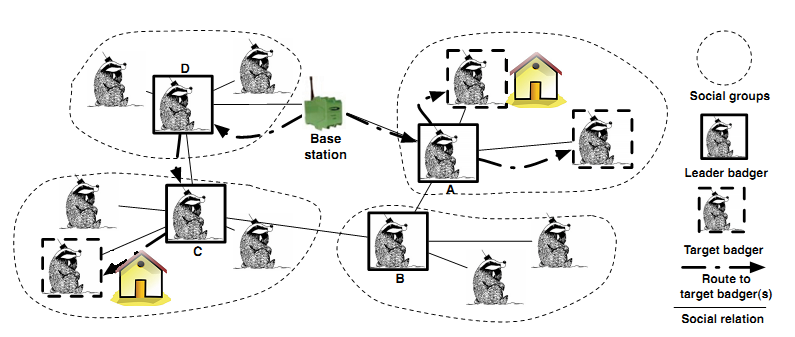 D
Base
station
A
C
B
Social groups
Leader badger
Target badger
Route to
target badger(s)
Social relation